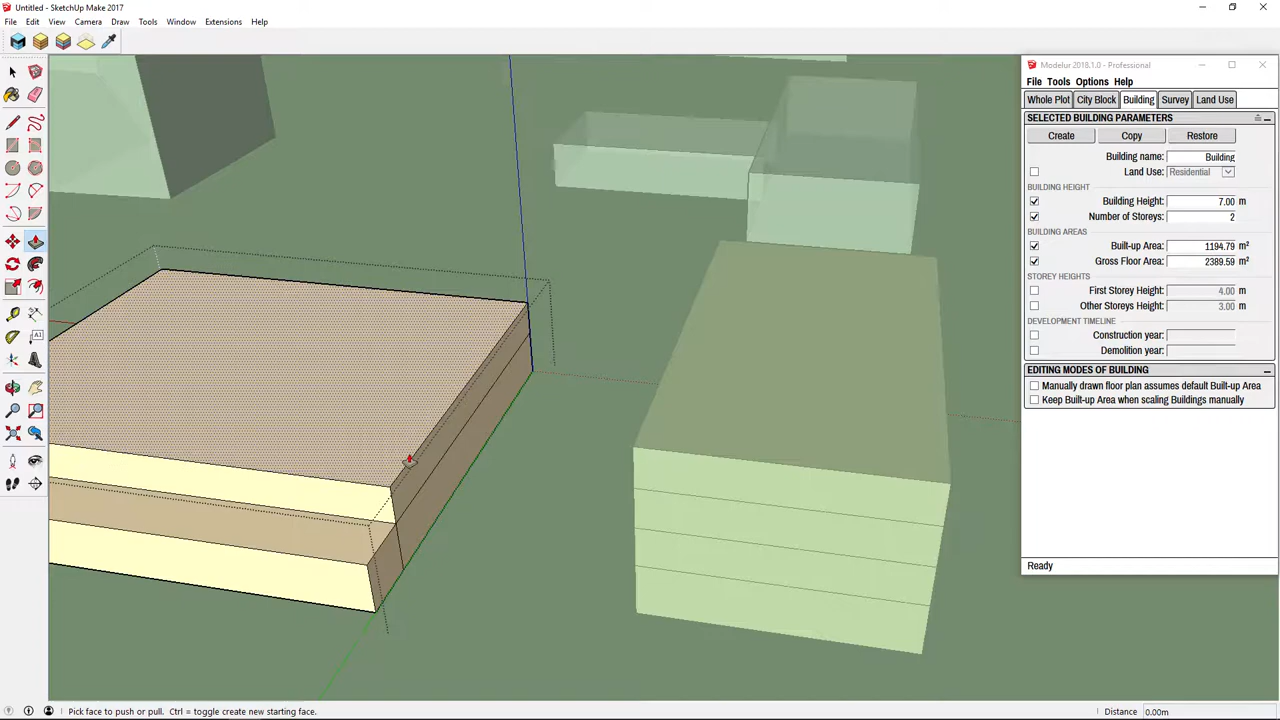 Untitled - SketchUp Make 2017
File Edit View Camera Draw Tools Window Extensions Help
Modelur 2018.1.0 - Professional
File Tools Options Help
Whole Plot City Block Building Survey Land Use
SELECTED BUILDING PARAMETERS
Create Copy Restore
Building name: Building
Land Use: Residential
BUILDING HEIGHT
Building Height: 7.00 m
Number of Storeys: 2
BUILDING AREAS
Built-up Area: 1194.79 m²
Gross Floor Area: 2389.59 m²
STOREY HEIGHTS
First Storey Height: 4.00 m
Other Storeys Height: 3.00 m
DEVELOPMENT TIMELINE
Construction year:
Demolition year:
EDITING MODES OF BUILDING
Manually drawn floor plan assumes default Built-up Area
Keep Built-up Area when scaling Buildings manually
Ready
Pick face to push or pull. Ctrl = toggle create new starting face. Distance 0.00m